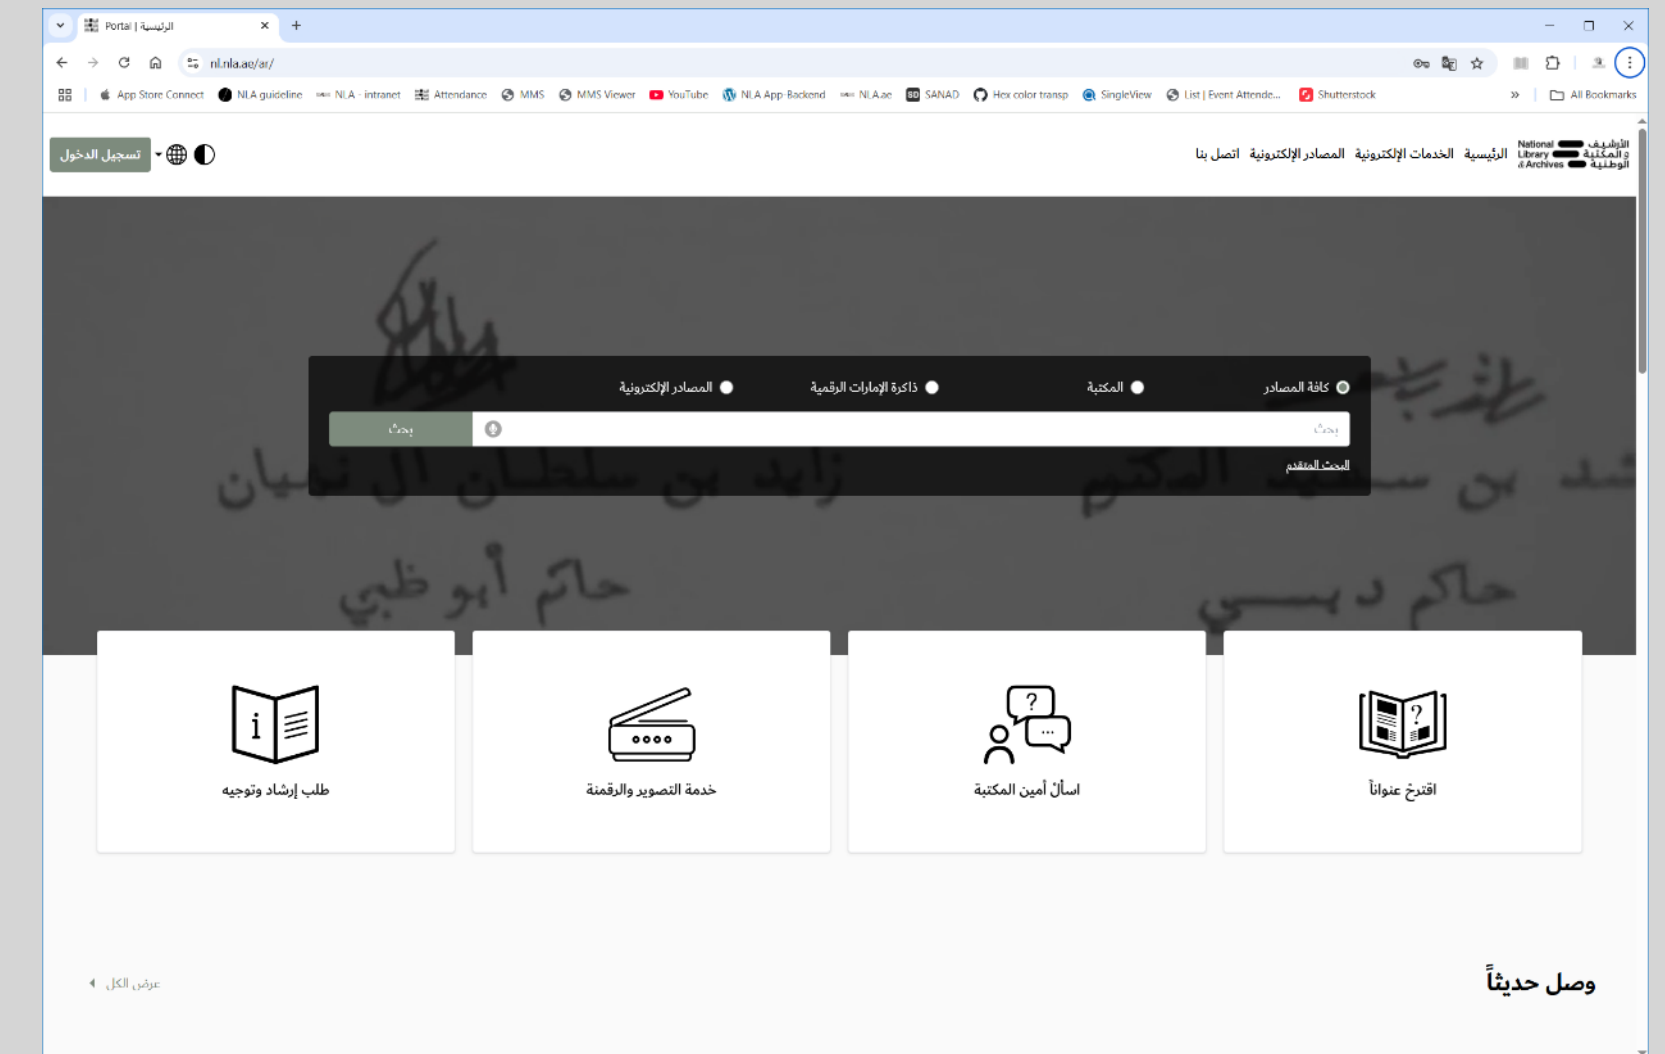 Portal | الرئيسية
nl.nla.ae/ar/
App Store Connect NLA guideline NLA - intranet Attendance MMS MMS Viewer YouTube NLA App-Backend NLA.ae SANAD Hex color transp SingleView List | Event Attende... Shutterstock » All Bookmarks
National Library & Archives
الأرشيف والمكتبة الوطنية
الرئيسية الخدمات الإلكترونية المصادر الإلكترونية اتصل بنا
تسجيل الدخول
كافة المصادر المكتبة ذاكرة الإمارات الرقمية المصادر الإلكترونية
بحث بحث
البحث المتقدم
شد بن سعيد المكتوم زايد بن سلطان آل نهيان
حاكم دبي حاكم أبو ظبي
اقترحْ عنواناً اسألْ أمين المكتبة خدمة التصوير والرقمنة طلب إرشاد وتوجيه
وصل حديثاً عرض الكل